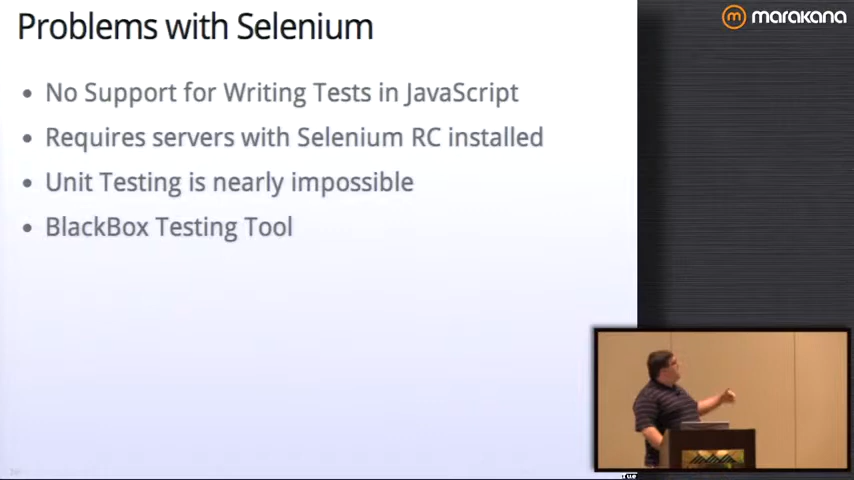 Problems with Selenium
marakana
No Support for Writing Tests in JavaScript
Requires servers with Selenium RC installed
Unit Testing is nearly impossible
BlackBox Testing Tool